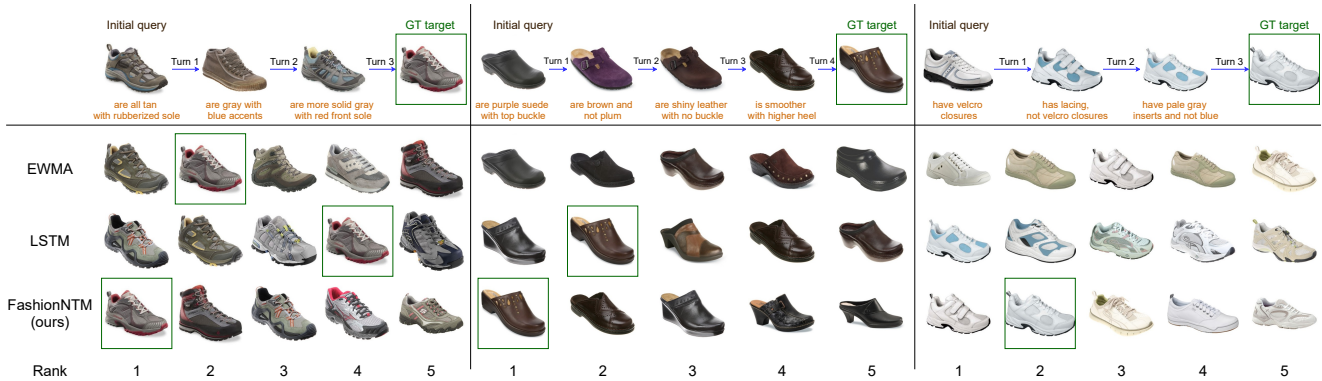 Initial query
GT target
Turn 1
Turn 2
Turn 3
are all tan
with rubberized sole
are gray with
blue accents
are more solid gray
with red front sole
Initial query
GT target
Turn 1
Turn 2
Turn 3
Turn 4
are purple suede
with top buckle
are brown and
not plum
are shiny leather
with no buckle
is smoother
with higher heel
Initial query
GT target
Turn 1
Turn 2
Turn 3
have velcro
closures
has lacing,
not velcro closures
have pale gray
inserts and not blue
EWMA
LSTM
FashionNTM
(ours)
Rank 1 2 3 4 5 1 2 3 4 5 1 2 3 4 5